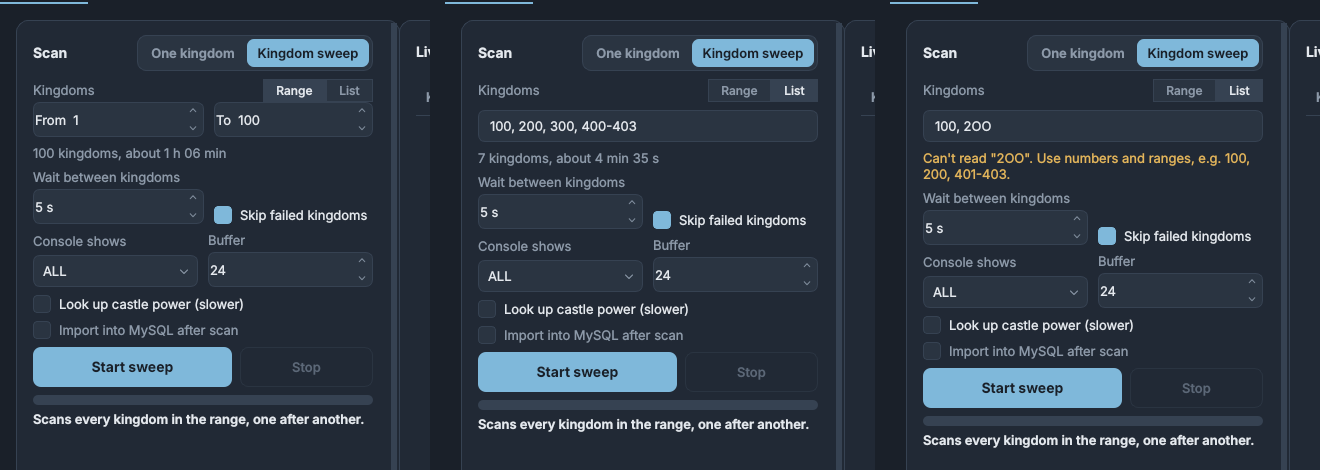 Scan One kingdom Kingdom sweep
Kingdoms Range List
From 1 To 100
100 kingdoms, about 1 h 06 min
Wait between kingdoms
5 s Skip failed kingdoms
Console shows Buffer
ALL 24
Look up castle power (slower)
Import into MySQL after scan
Start sweep Stop
Scans every kingdom in the range, one after another.
Scan One kingdom Kingdom sweep
Kingdoms Range List
100, 200, 300, 400-403
7 kingdoms, about 4 min 35 s
Wait between kingdoms
5 s Skip failed kingdoms
Console shows Buffer
ALL 24
Look up castle power (slower)
Import into MySQL after scan
Start sweep Stop
Scans every kingdom in the range, one after another.
Scan One kingdom Kingdom sweep
Kingdoms Range List
100, 2OO
Can't read "2OO". Use numbers and ranges, e.g. 100,
200, 401-403.
Wait between kingdoms
5 s Skip failed kingdoms
Console shows Buffer
ALL 24
Look up castle power (slower)
Import into MySQL after scan
Start sweep Stop
Scans every kingdom in the range, one after another.